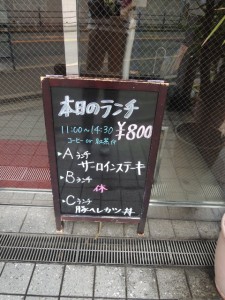 本日のランチ
11:00~14:30 ¥800
コーヒー or 紅茶付
▸Aランチ
サーロインステーキ
▸Bランチ
休
▸Cランチ
豚ヘレカツ丼